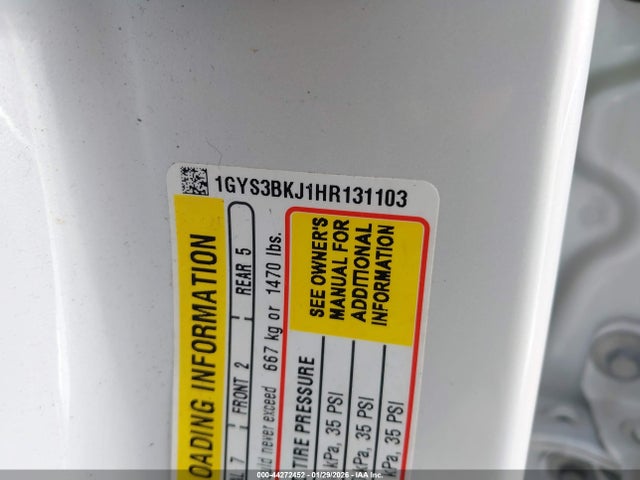 1GYS3BKJ1HR131103
OADING INFORMATION
L 7 FRONT 2 REAR 5
ld never exceed 667 kg or 1470 lbs.
SEE OWNER'S
MANUAL FOR
ADDITIONAL
INFORMATION
TIRE PRESSURE
kPa, 35 PSI
kPa, 35 PSI
kPa, 35 PSI
000-44272452 | 01/29/2026 - © IAA Inc.